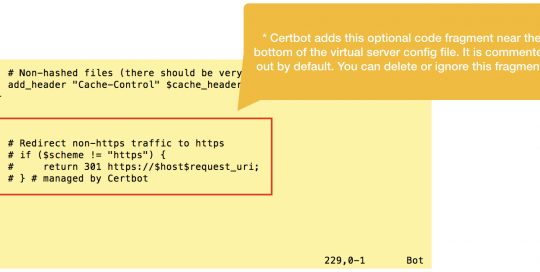 * Certbot adds this optional code fragment near the
bottom of the virtual server config file. It is commente
out by default. You can delete or ignore this fragment
# Non-hashed files (there should be very
add_header "Cache-Control" $cache_header
# Redirect non-https traffic to https
# if ($scheme != "https") {
#     return 301 https://$host$request_uri;
# } # managed by Certbot
229,0-1 Bot